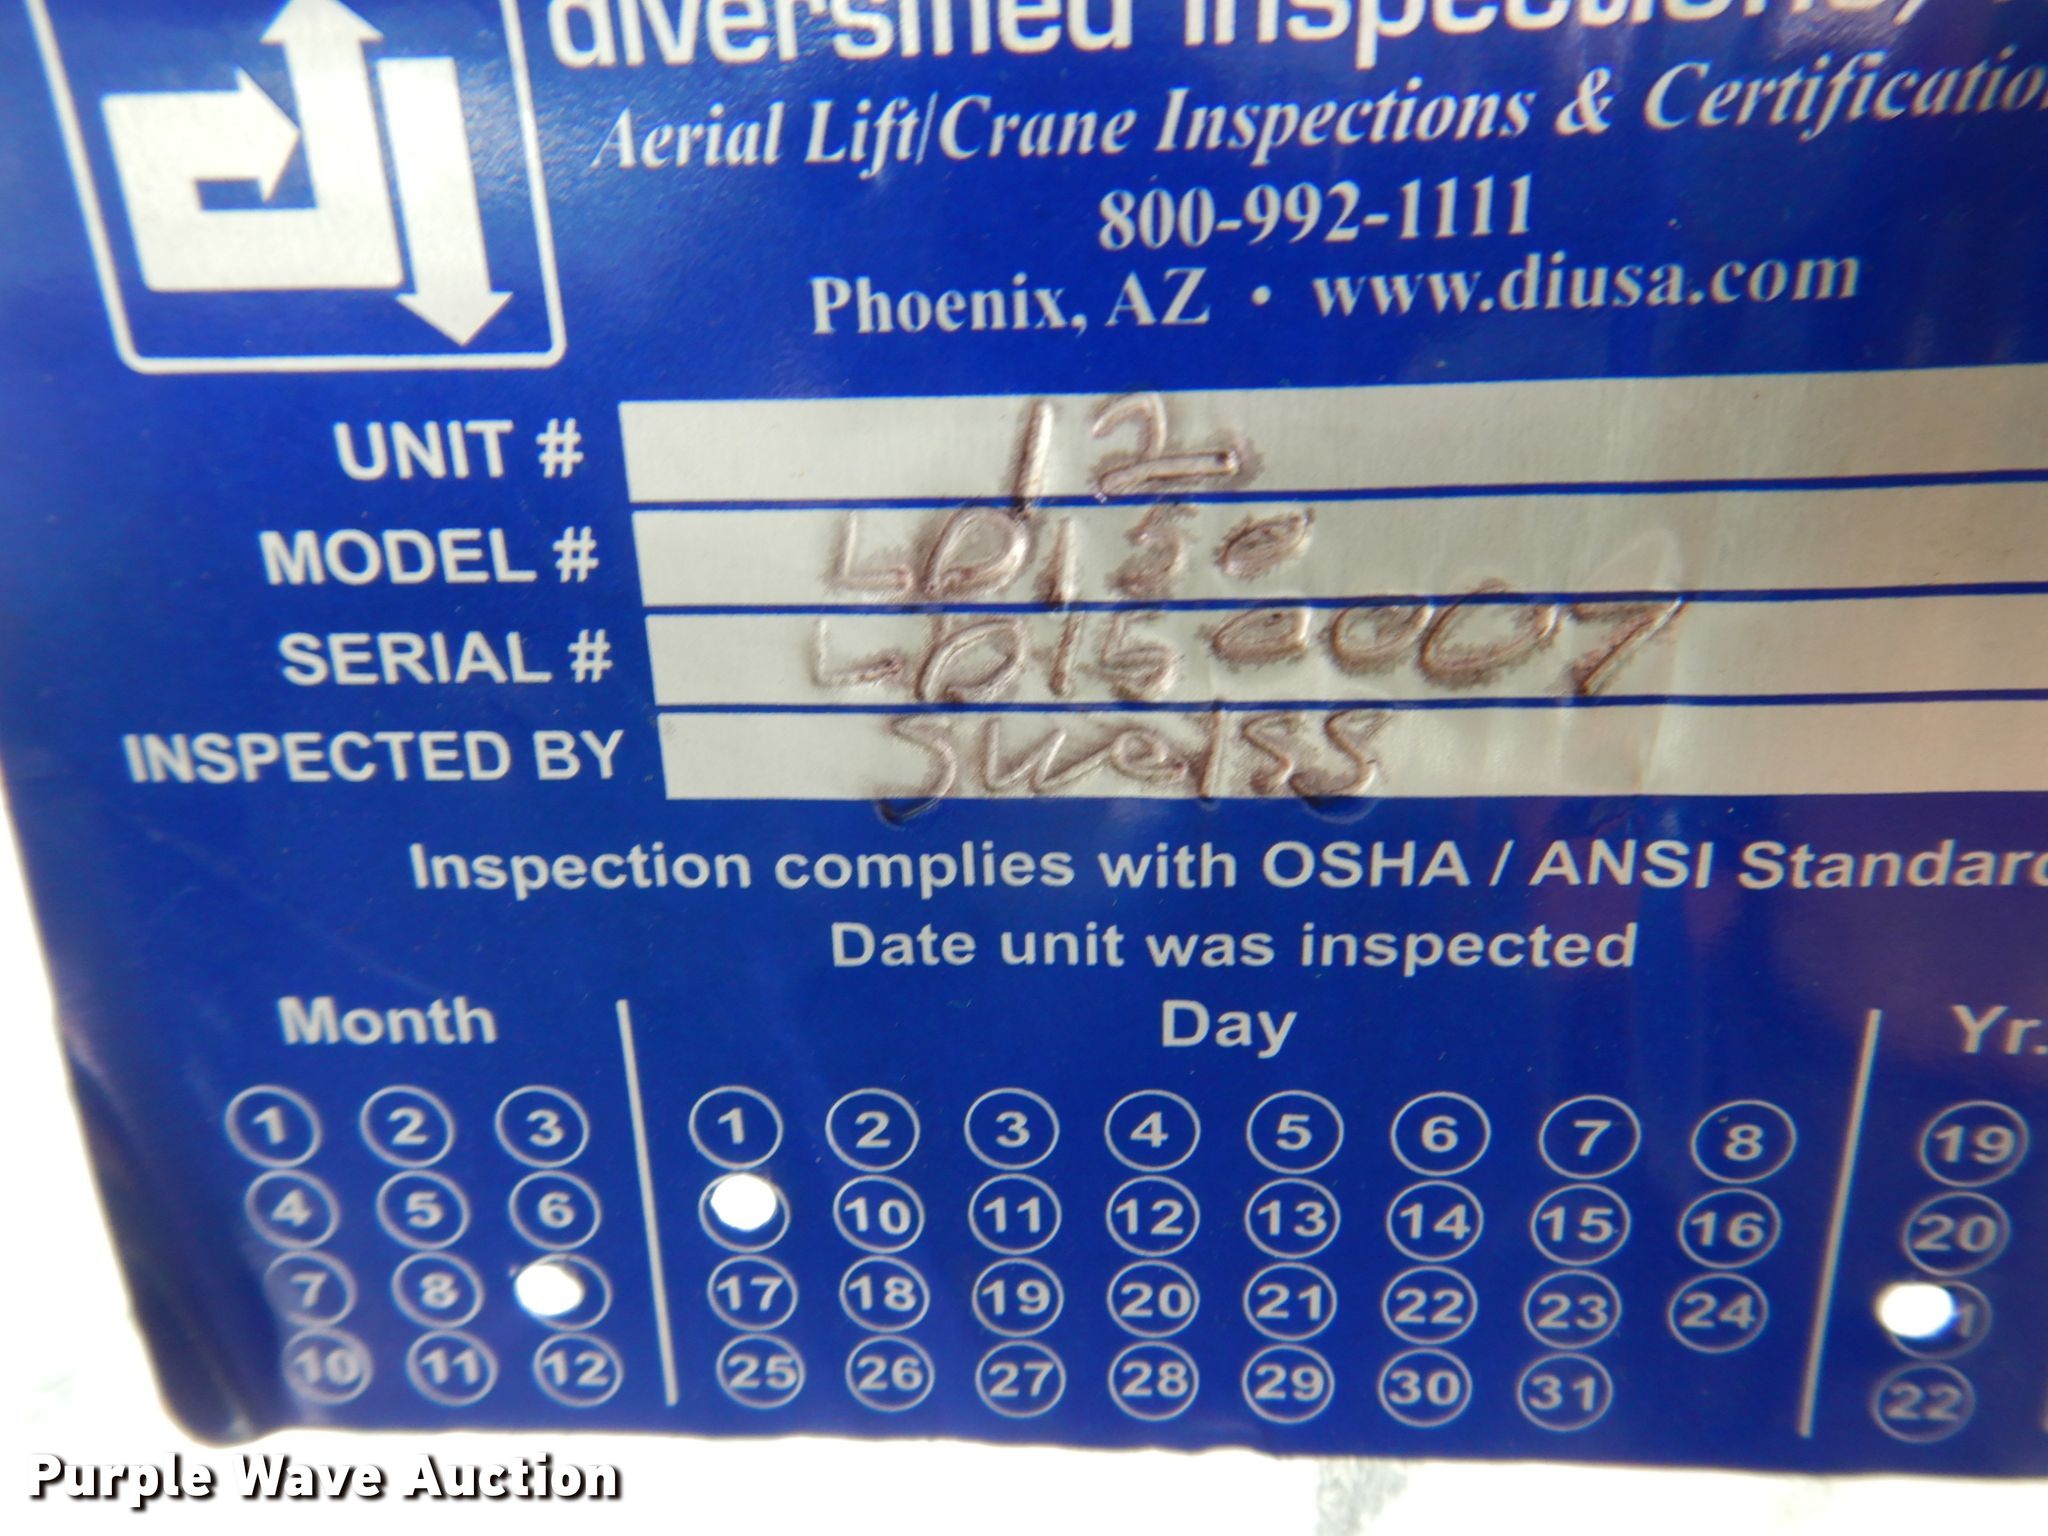 diversified inspections,
Aerial Lift/Crane Inspections & Certification
800-992-1111
Phoenix, AZ • www.diusa.com
UNIT # 12
MODEL # LD150
SERIAL # LD150007
INSPECTED BY Sweiss
Inspection complies with OSHA / ANSI Standard
Date unit was inspected
Month Day Yr.
1 2 3 1 2 3 4 5 6 7 8 19
4 5 6 10 11 12 13 14 15 16 20
7 8 17 18 19 20 21 22 23 24 1
10 11 12 25 26 27 28 29 30 31 22
Purple Wave Auction